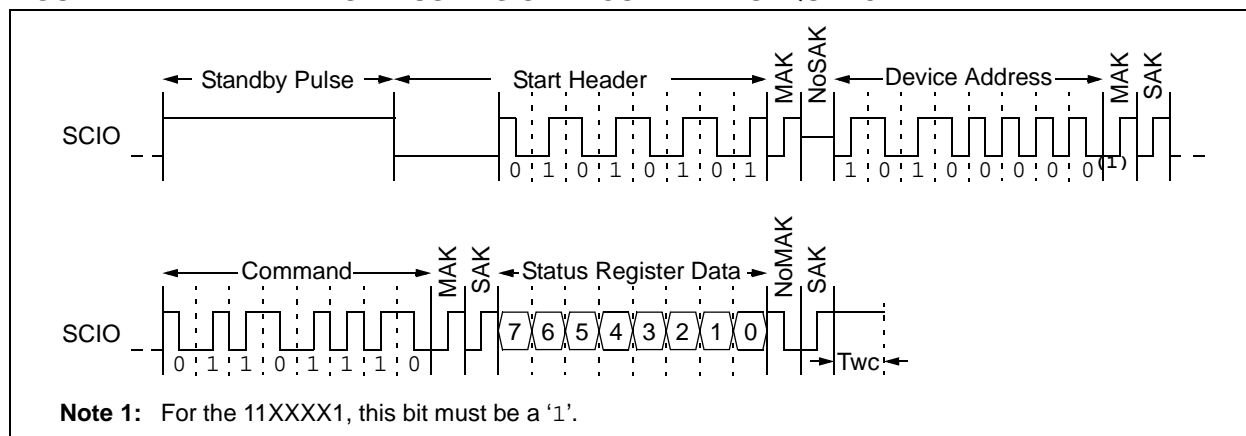 Standby Pulse Start Header MAK NoSAK Device Address MAK SAK
SCIO
0 1 0 1 0 1 0 1 1 0 1 0 0 0 0 0(1)
Command MAK SAK Status Register Data NoMAK SAK
SCIO
7 6 5 4 3 2 1 0
0 1 1 0 1 1 1 0
Twc
Note 1: For the 11XXXX1, this bit must be a ‘1’.